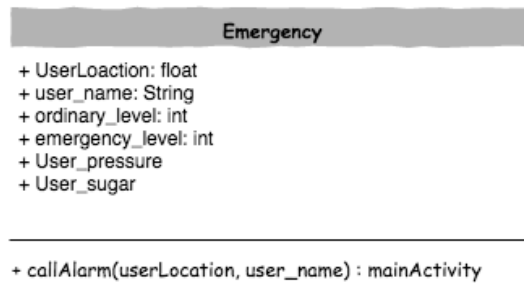 Emergency
+ UserLoaction: float
+ user_name: String
+ ordinary_level: int
+ emergency_level: int
+ User_pressure
+ User_sugar
+ callAlarm(userLocation, user_name) : mainActivity